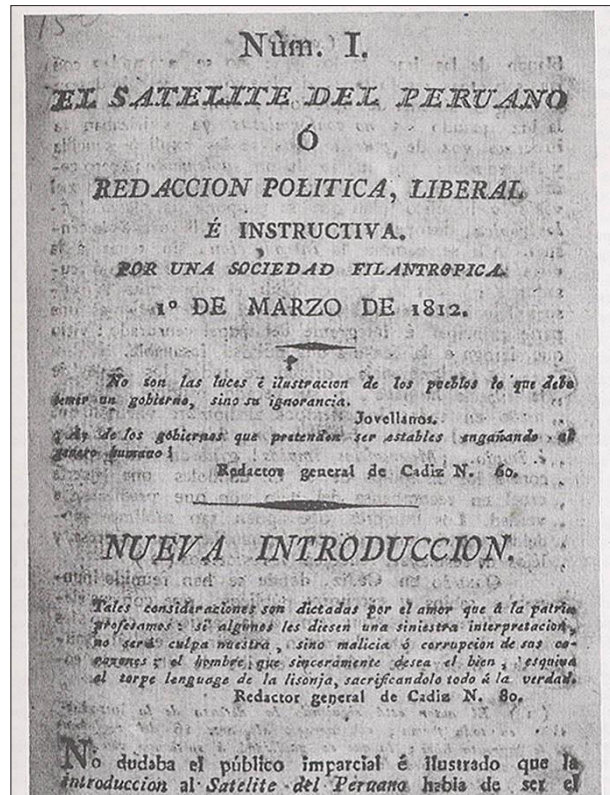 Núm. I.
EL SATELITE DEL PERUANO
Ó
REDACCION POLITICA, LIBERAL
É INSTRUCTIVA.
POR UNA SOCIEDAD FILANTROPICA.
1º DE MARZO DE 1812.
No son las luces é ilustracion de los pueblos lo que debe
temer un gobierno, sino su ignorancia.
Jovellanos.
¡Ay de los gobiernos que pretenden ser estables engañando al
genero humano!
Redactor general de Cadiz N. 60.
NUEVA INTRODUCCION.
Tales consideraciones son dictadas por el amor que á la patria
profesamos: si algunos les diesen una siniestra interpretacion,
no será culpa nuestra, sino malicia ó corrupcion de sus co-
razones; el hombre que sinceramente desea el bien, esquiva
el torpe lenguage de la lisonja, sacrificandolo todo á la verdad.
Redactor general de Cadiz N. 80.
No dudaba el público imparcial é ilustrado que la
introduccion al Satelite del Peruano habia de ser el